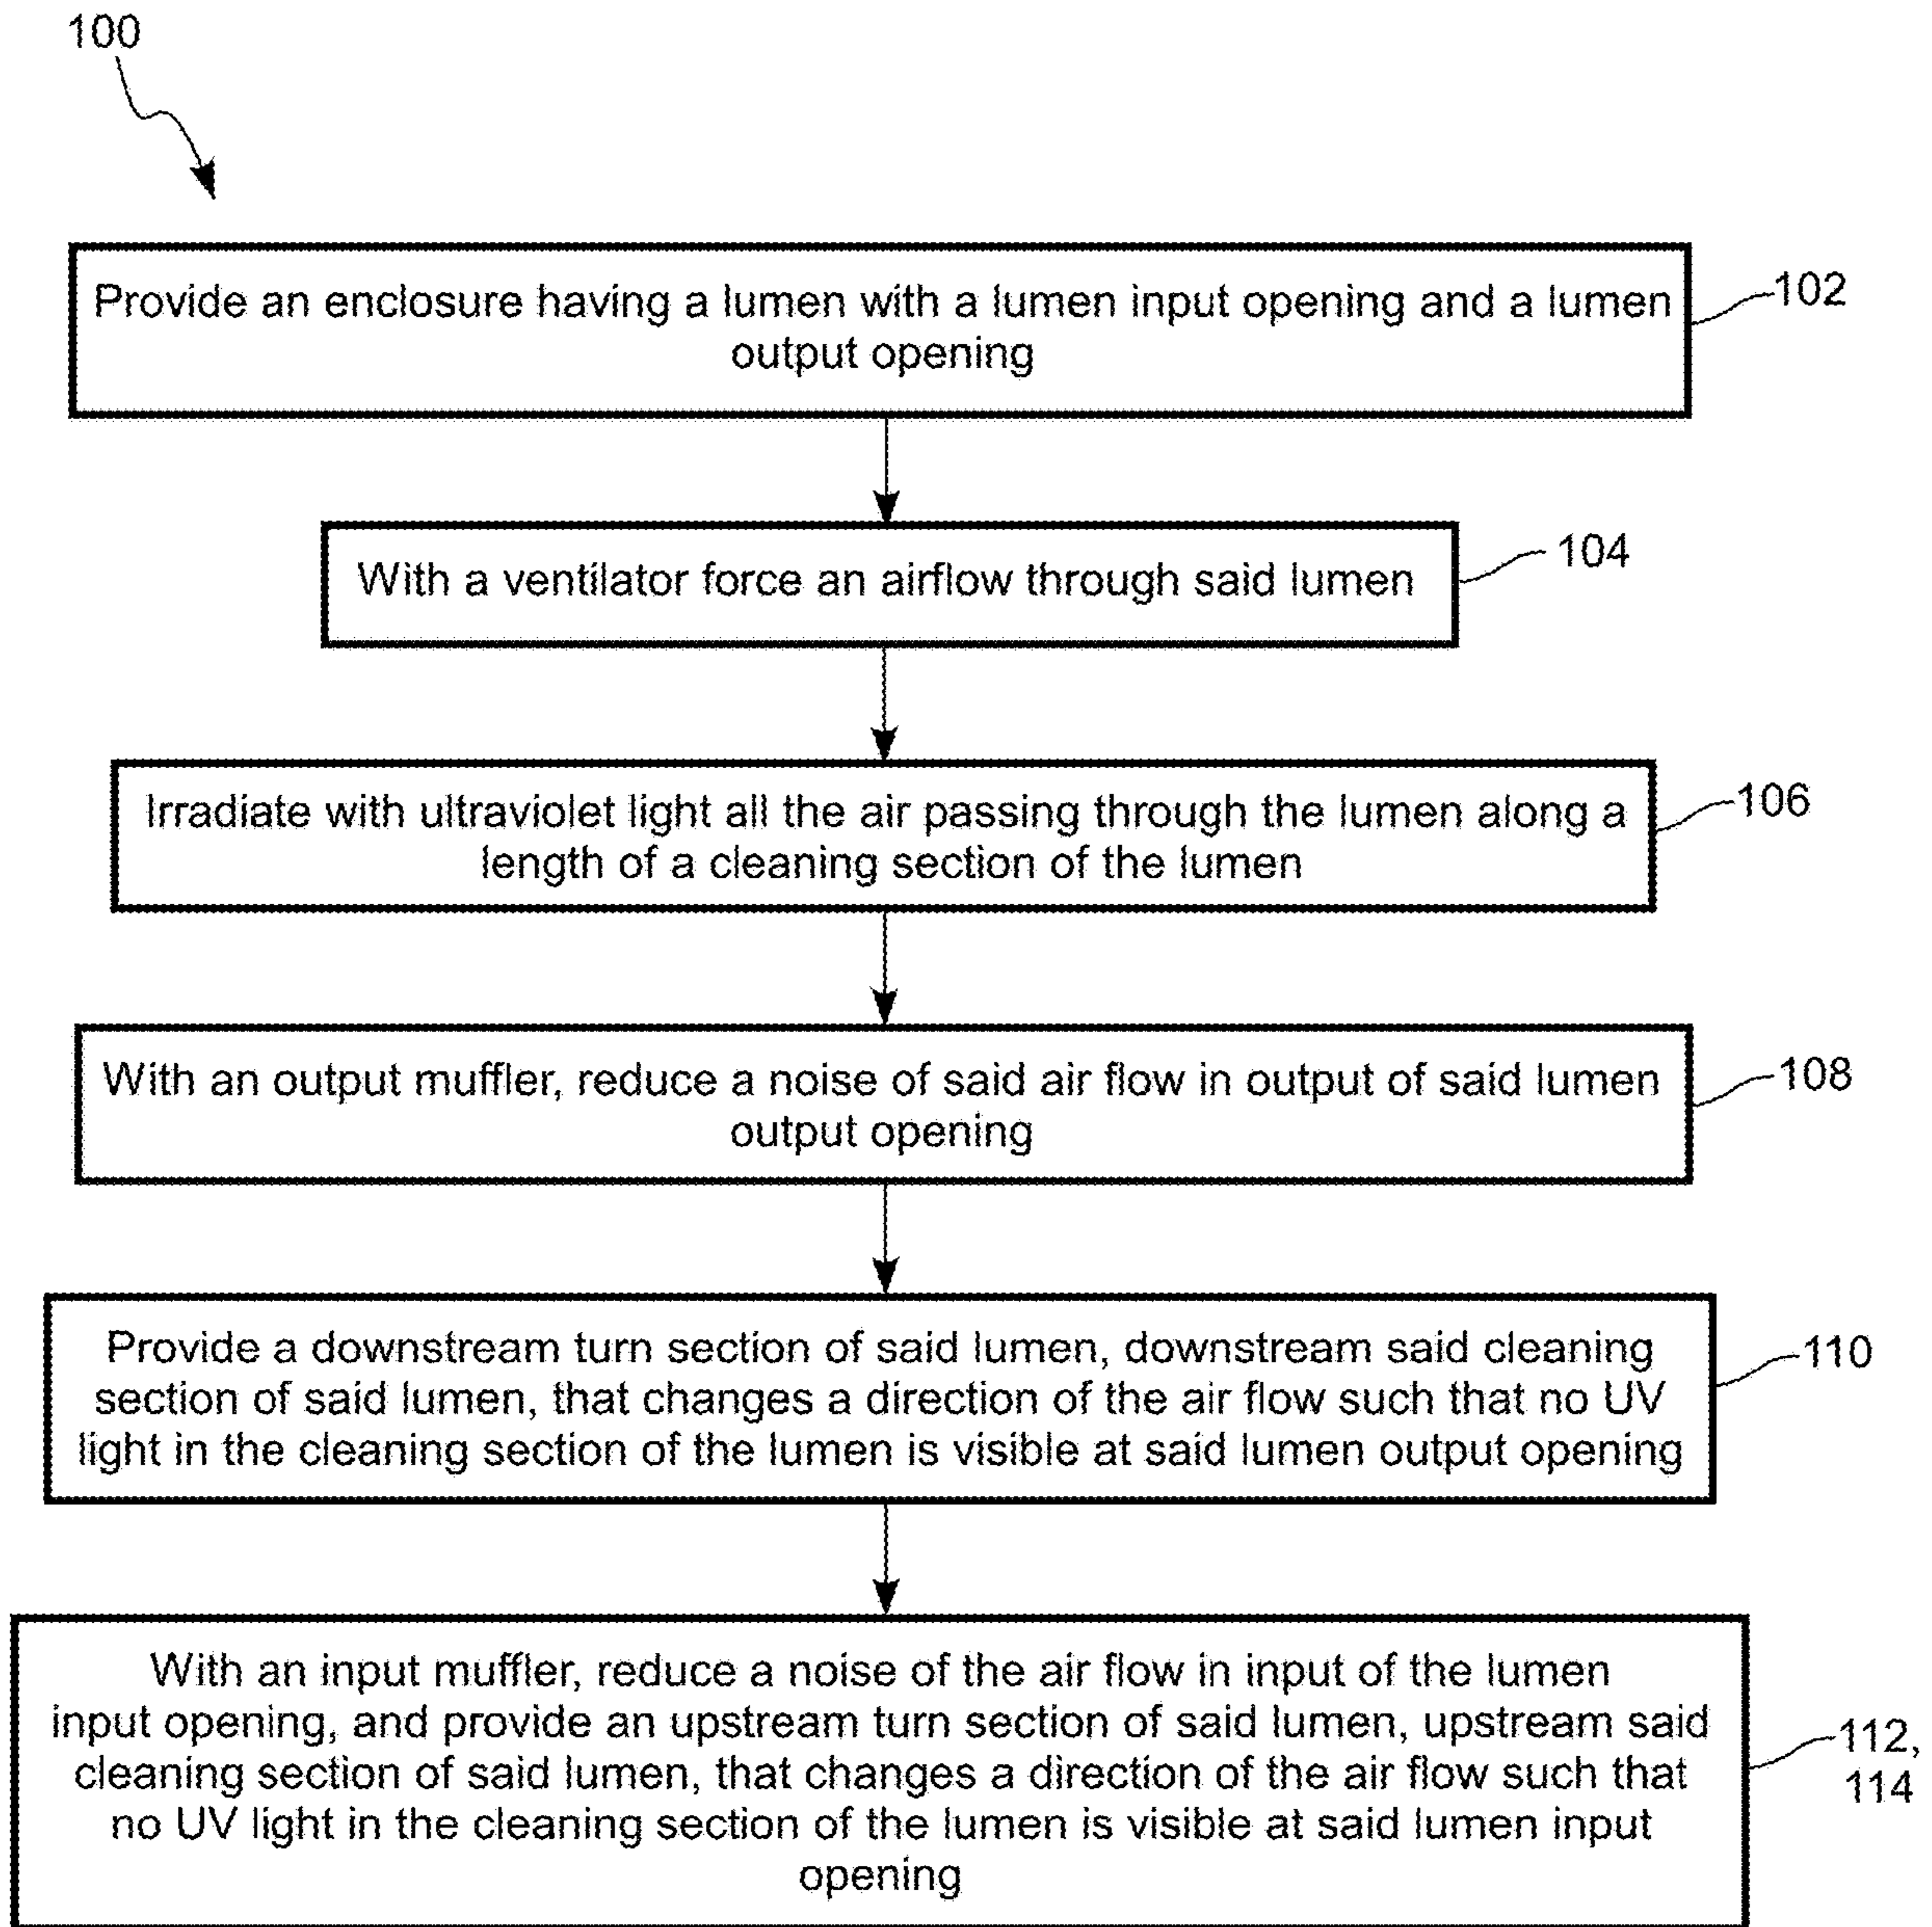 100
Provide an enclosure having a lumen with a lumen input opening and a lumen
output opening
102
With a ventilator force an airflow through said lumen
104
Irradiate with ultraviolet light all the air passing through the lumen along a
length of a cleaning section of the lumen
106
With an output muffler, reduce a noise of said air flow in output of said lumen
output opening
108
Provide a downstream turn section of said lumen, downstream said cleaning
section of said lumen, that changes a direction of the air flow such that no UV
light in the cleaning section of the lumen is visible at said lumen output opening
110
With an input muffler, reduce a noise of the air flow in input of the lumen
input opening, and provide an upstream turn section of said lumen, upstream said
cleaning section of said lumen, that changes a direction of the air flow such that
no UV light in the cleaning section of the lumen is visible at said lumen input
opening
112,
114